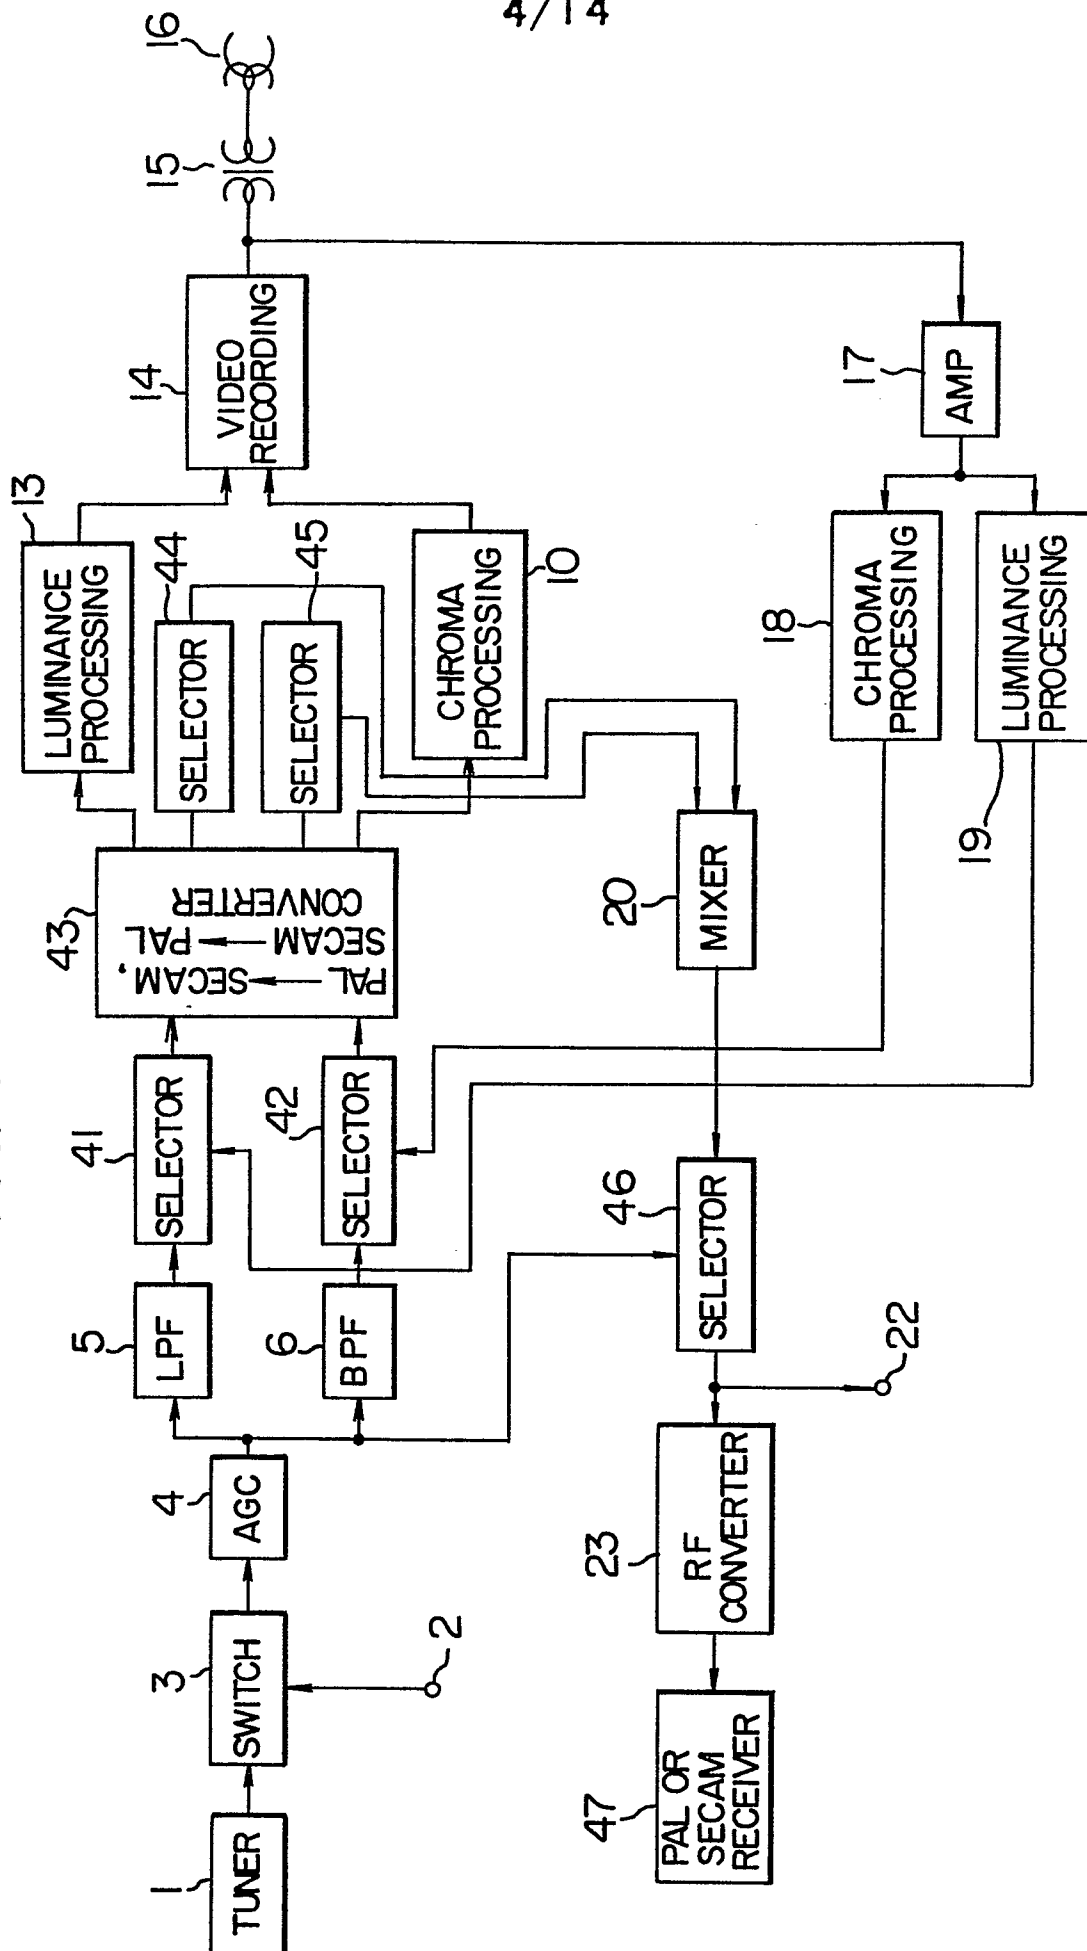 4/14
16
15
14
VIDEO
RECORDING
17
AMP
13
LUMINANCE
PROCESSING
44
SELECTOR
45
SELECTOR
10
CHROMA
PROCESSING
18
CHROMA
PROCESSING
19
LUMINANCE
PROCESSING
43
PAL → SECAM,
SECAM → PAL
CONVERTER
20
MIXER
41
SELECTOR
42
SELECTOR
46
SELECTOR
5
LPF
6
BPF
22
4
AGC
23
RF
CONVERTER
3
SWITCH
2
1
TUNER
47
PAL OR
SECAM
RECEIVER